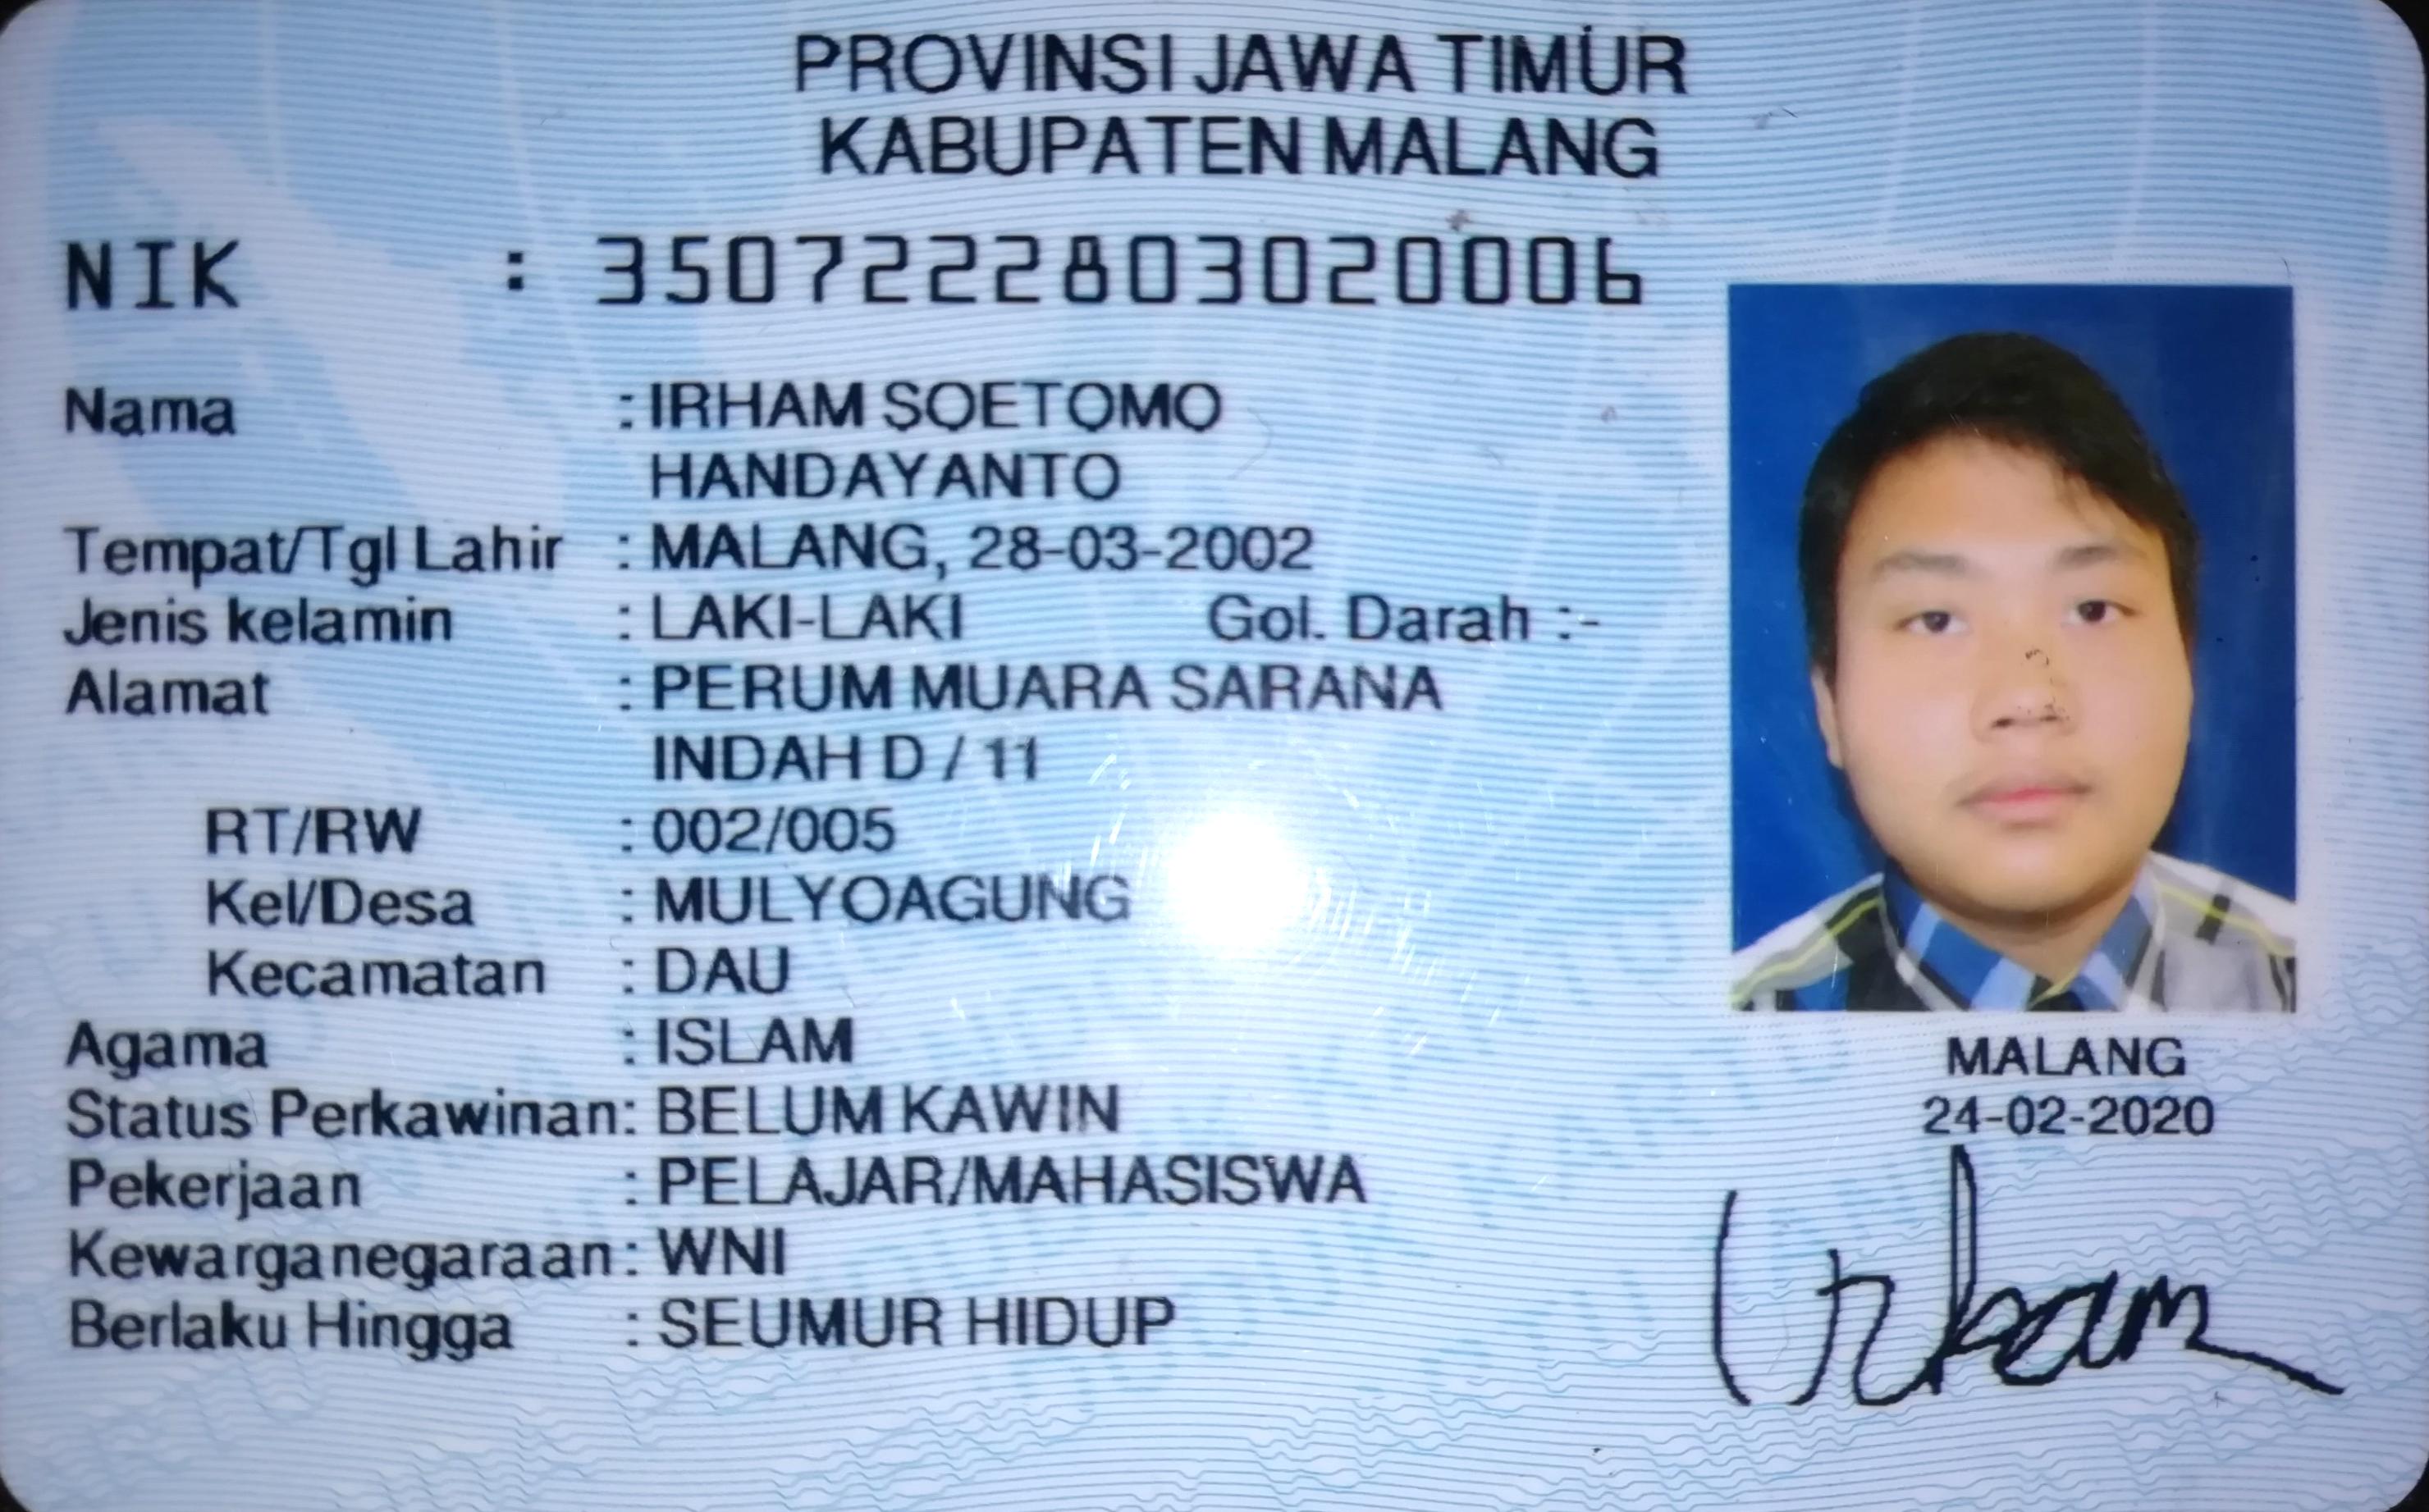 PROVINSI JAWA TIMUR
KABUPATEN MALANG
NIK : 3507222803020006
Nama : IRHAM SOETOMO
HANDAYANTO
Tempat/Tgl Lahir : MALANG, 28-03-2002
Jenis kelamin : LAKI-LAKI Gol. Darah :-
Alamat : PERUM MUARA SARANA
INDAH D / 11
RT/RW : 002/005
Kel/Desa : MULYOAGUNG
Kecamatan : DAU
Agama : ISLAM
Status Perkawinan: BELUM KAWIN
Pekerjaan : PELAJAR/MAHASISWA
Kewarganegaraan: WNI
Berlaku Hingga : SEUMUR HIDUP
MALANG
24-02-2020
Irham